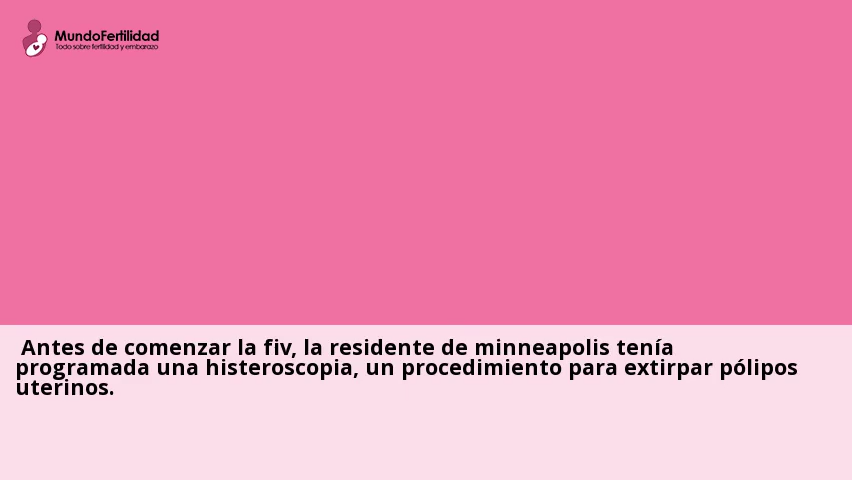 MundoFertilidad
Todo sobre fertilidad y embarazo
Antes de comenzar la fiv, la residente de minneapolis tenía
programada una histeroscopia, un procedimiento para extirpar pólipos
uterinos.